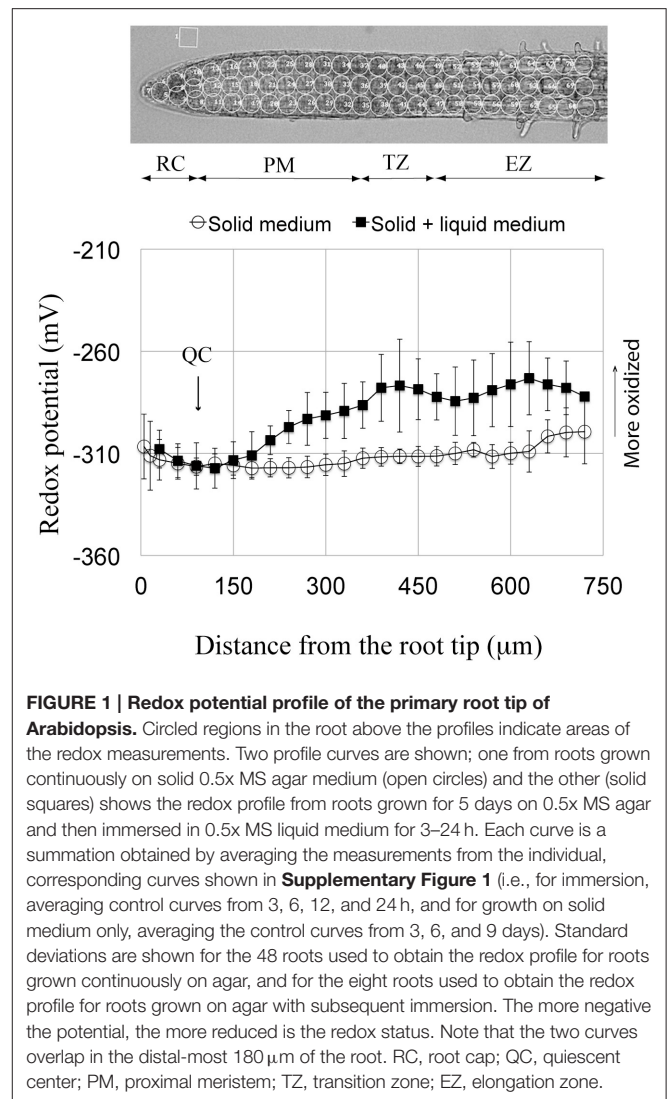 RC PM TZ EZ
Solid medium Solid + liquid medium
-210
-260
-310
-360
Redox potential (mV)
QC
More oxidized
0 150 300 450 600 750
Distance from the root tip (µm)
FIGURE 1 | Redox potential profile of the primary root tip of
Arabidopsis. Circled regions in the root above the profiles indicate areas of
the redox measurements. Two profile curves are shown; one from roots grown
continuously on solid 0.5x MS agar medium (open circles) and the other (solid
squares) shows the redox profile from roots grown for 5 days on 0.5x MS agar
and then immersed in 0.5x MS liquid medium for 3–24 h. Each curve is a
summation obtained by averaging the measurements from the individual,
corresponding curves shown in Supplementary Figure 1 (i.e., for immersion,
averaging control curves from 3, 6, 12, and 24 h, and for growth on solid
medium only, averaging the control curves from 3, 6, and 9 days). Standard
deviations are shown for the 48 roots used to obtain the redox profile for roots
grown continuously on agar, and for the eight roots used to obtain the redox
profile for roots grown on agar with subsequent immersion. The more negative
the potential, the more reduced is the redox status. Note that the two curves
overlap in the distal-most 180 µm of the root. RC, root cap; QC, quiescent
center; PM, proximal meristem; TZ, transition zone; EZ, elongation zone.